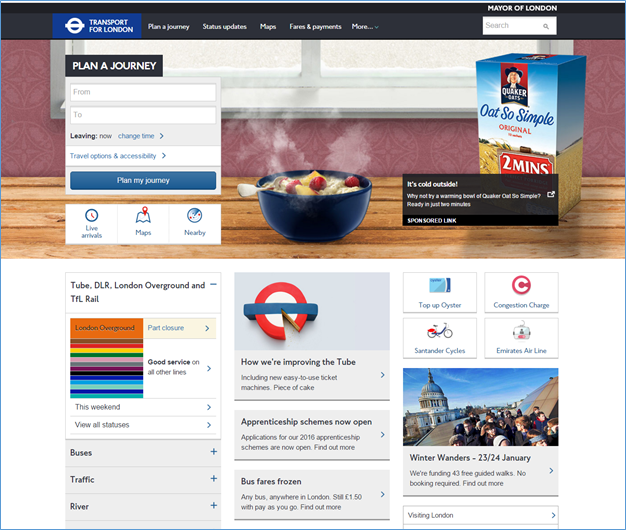 MAYOR OF LONDON
TRANSPORT
FOR LONDON
Plan a journey
Status updates
Maps
Fares & payments
More...
Search
PLAN A JOURNEY
From
To
Leaving: now change time
Travel options & accessibility
Plan my journey
Live
arrivals
Maps
Nearby
QUAKER
OATS
Oat So Simple
ORIGINAL
2 MINS
It's cold outside!
Why not try a warming bowl of Quaker Oat So Simple?
Ready in just two minutes
SPONSORED LINK
Tube, DLR, London Overground and
TfL Rail
London Overground
Part closure
Good service on
all other lines
This weekend
View all statuses
Buses
Traffic
River
How we're improving the Tube
Including new easy-to-use ticket
machines. Piece of cake
Apprenticeship schemes now open
Applications for our 2016 apprenticeship
schemes are now open. Find out more
Bus fares frozen
Any bus, anywhere in London. Still £1.50
with pay as you go. Find out more
Top up Oyster
Congestion Charge
Santander Cycles
Emirates Air Line
Winter Wanders - 23/24 January
We're funding 43 free guided walks. No
booking required. Find out more
Visiting London